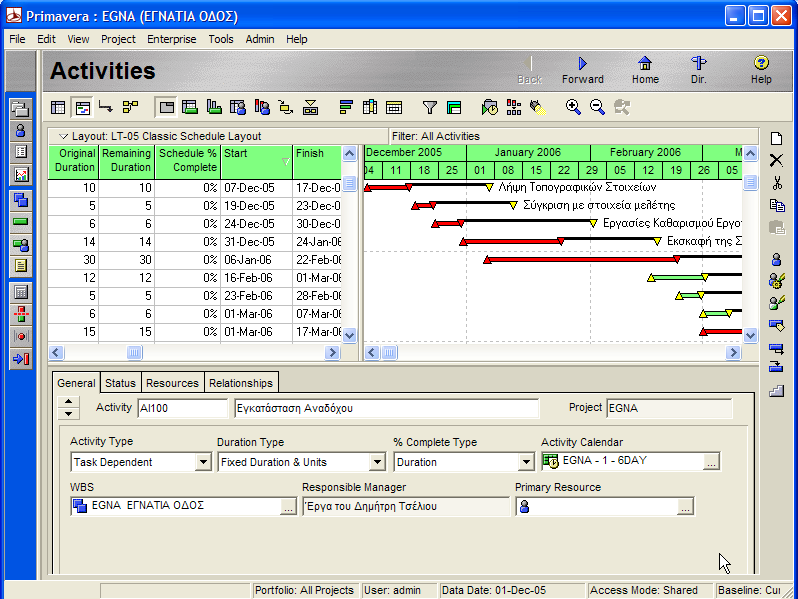 Primavera : EGNA (ΕΓΝΑΤΙΑ ΟΔΟΣ)
File Edit View Project Enterprise Tools Admin Help
Activities
Back Forward Home Dir. Help
Layout: LT-05 Classic Schedule Layout Filter: All Activities
Original Duration Remaining Duration Schedule % Complete Start Finish
December 2005 January 2006 February 2006 M
04 11 18 25 01 08 15 22 29 05 12 19 26 05
10 10 0% 07-Dec-05 17-Dec-0 Λήψη Τοπογραφικών Στοιχείων
5 5 0% 19-Dec-05 23-Dec-0 Σύγκριση με στοιχεία μελέτης
6 6 0% 24-Dec-05 30-Dec-0 Εργασίες Καθαρισμού Εργο
14 14 0% 31-Dec-05 24-Jan-06 Εκσκαφή της Σ
30 30 0% 06-Jan-06 22-Feb-06
12 12 0% 16-Feb-06 01-Mar-06
5 5 0% 23-Feb-06 28-Feb-06
6 6 0% 01-Mar-06 07-Mar-06
15 15 0% 01-Mar-06 17-Mar-06
General Status Resources Relationships
Activity AI100 Εγκατάσταση Αναδόχου Project EGNA
Activity Type Duration Type % Complete Type Activity Calendar
Task Dependent Fixed Duration & Units Duration EGNA - 1 - 6DAY ...
WBS Responsible Manager Primary Resource
EGNA ΕΓΝΑΤΙΑ ΟΔΟΣ ... Έργα του Δημήτρη Τσέλιου ...
Portfolio: All Projects User: admin Data Date: 01-Dec-05 Access Mode: Shared Baseline: Cur